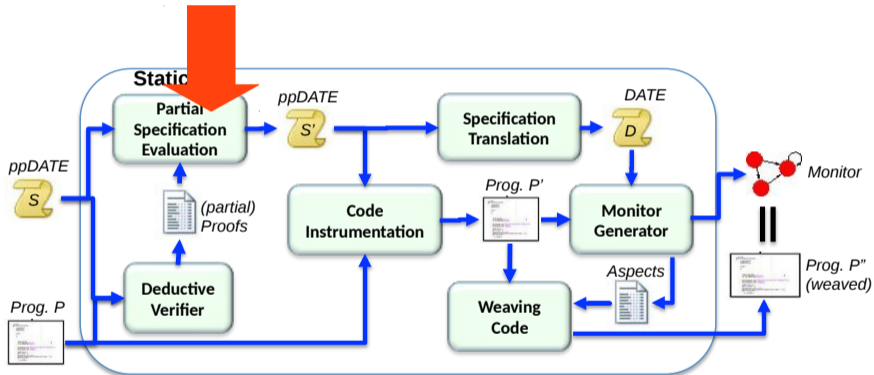 Static
Partial
Specification
Evaluation
ppDATE
S'
Specification
Translation
DATE
D
ppDATE
S
(partial)
Proofs
Code
Instrumentation
Prog. P'
Monitor
Generator
Monitor
Deductive
Verifier
Aspects
Weaving
Code
Prog. P''
(weaved)
Prog. P